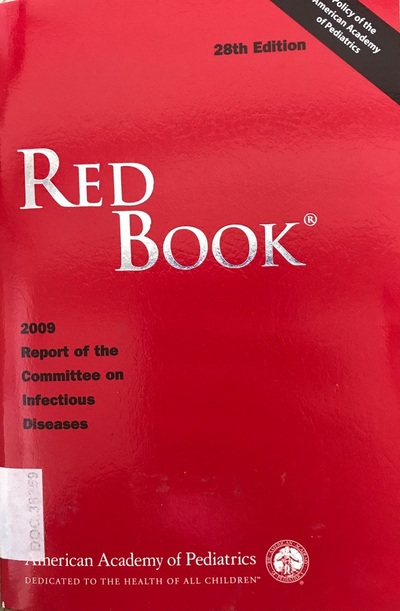 Policy of the
American Academy
of Pediatrics
28th Edition
RED
BOOK®
2009
Report of the
Committee on
Infectious
Diseases
American Academy of Pediatrics
DEDICATED TO THE HEALTH OF ALL CHILDREN™